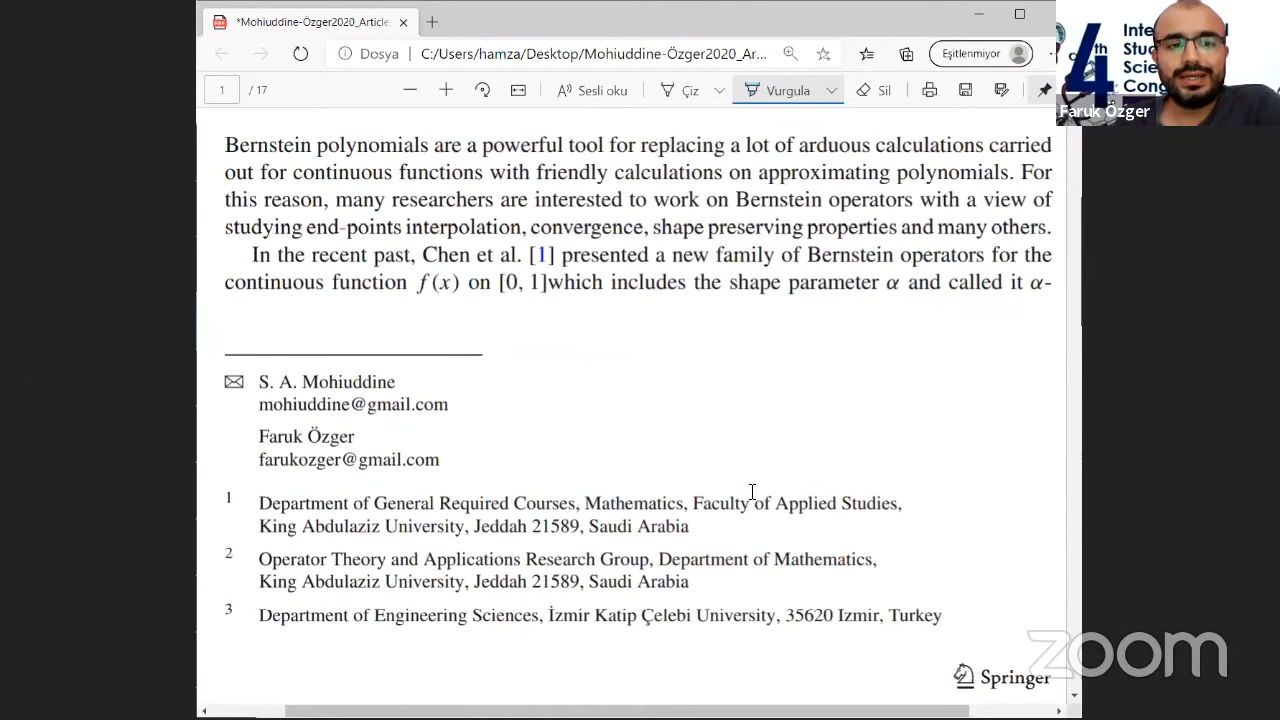 *Mohiuddine-Özger2020_Article
Dosya
C:/Users/hamza/Desktop/Mohiuddine-Özger2020_Ar...
Eşitlenmiyor
1 / 17
Sesli oku
Çiz
Vurgula
Sil
Inte
Stu
Scie
Cong
th
4
Faruk Özger
Bernstein polynomials are a powerful tool for replacing a lot of arduous calculations carried
out for continuous functions with friendly calculations on approximating polynomials. For
this reason, many researchers are interested to work on Bernstein operators with a view of
studying end-points interpolation, convergence, shape preserving properties and many others.
In the recent past, Chen et al. [1] presented a new family of Bernstein operators for the
continuous function f(x) on [0, 1]which includes the shape parameter α and called it α-
S. A. Mohiuddine
mohiuddine@gmail.com
Faruk Özger
farukozger@gmail.com
1 Department of General Required Courses, Mathematics, Faculty of Applied Studies,
King Abdulaziz University, Jeddah 21589, Saudi Arabia
2 Operator Theory and Applications Research Group, Department of Mathematics,
King Abdulaziz University, Jeddah 21589, Saudi Arabia
3 Department of Engineering Sciences, İzmir Katip Çelebi University, 35620 Izmir, Turkey
Springer
zoom